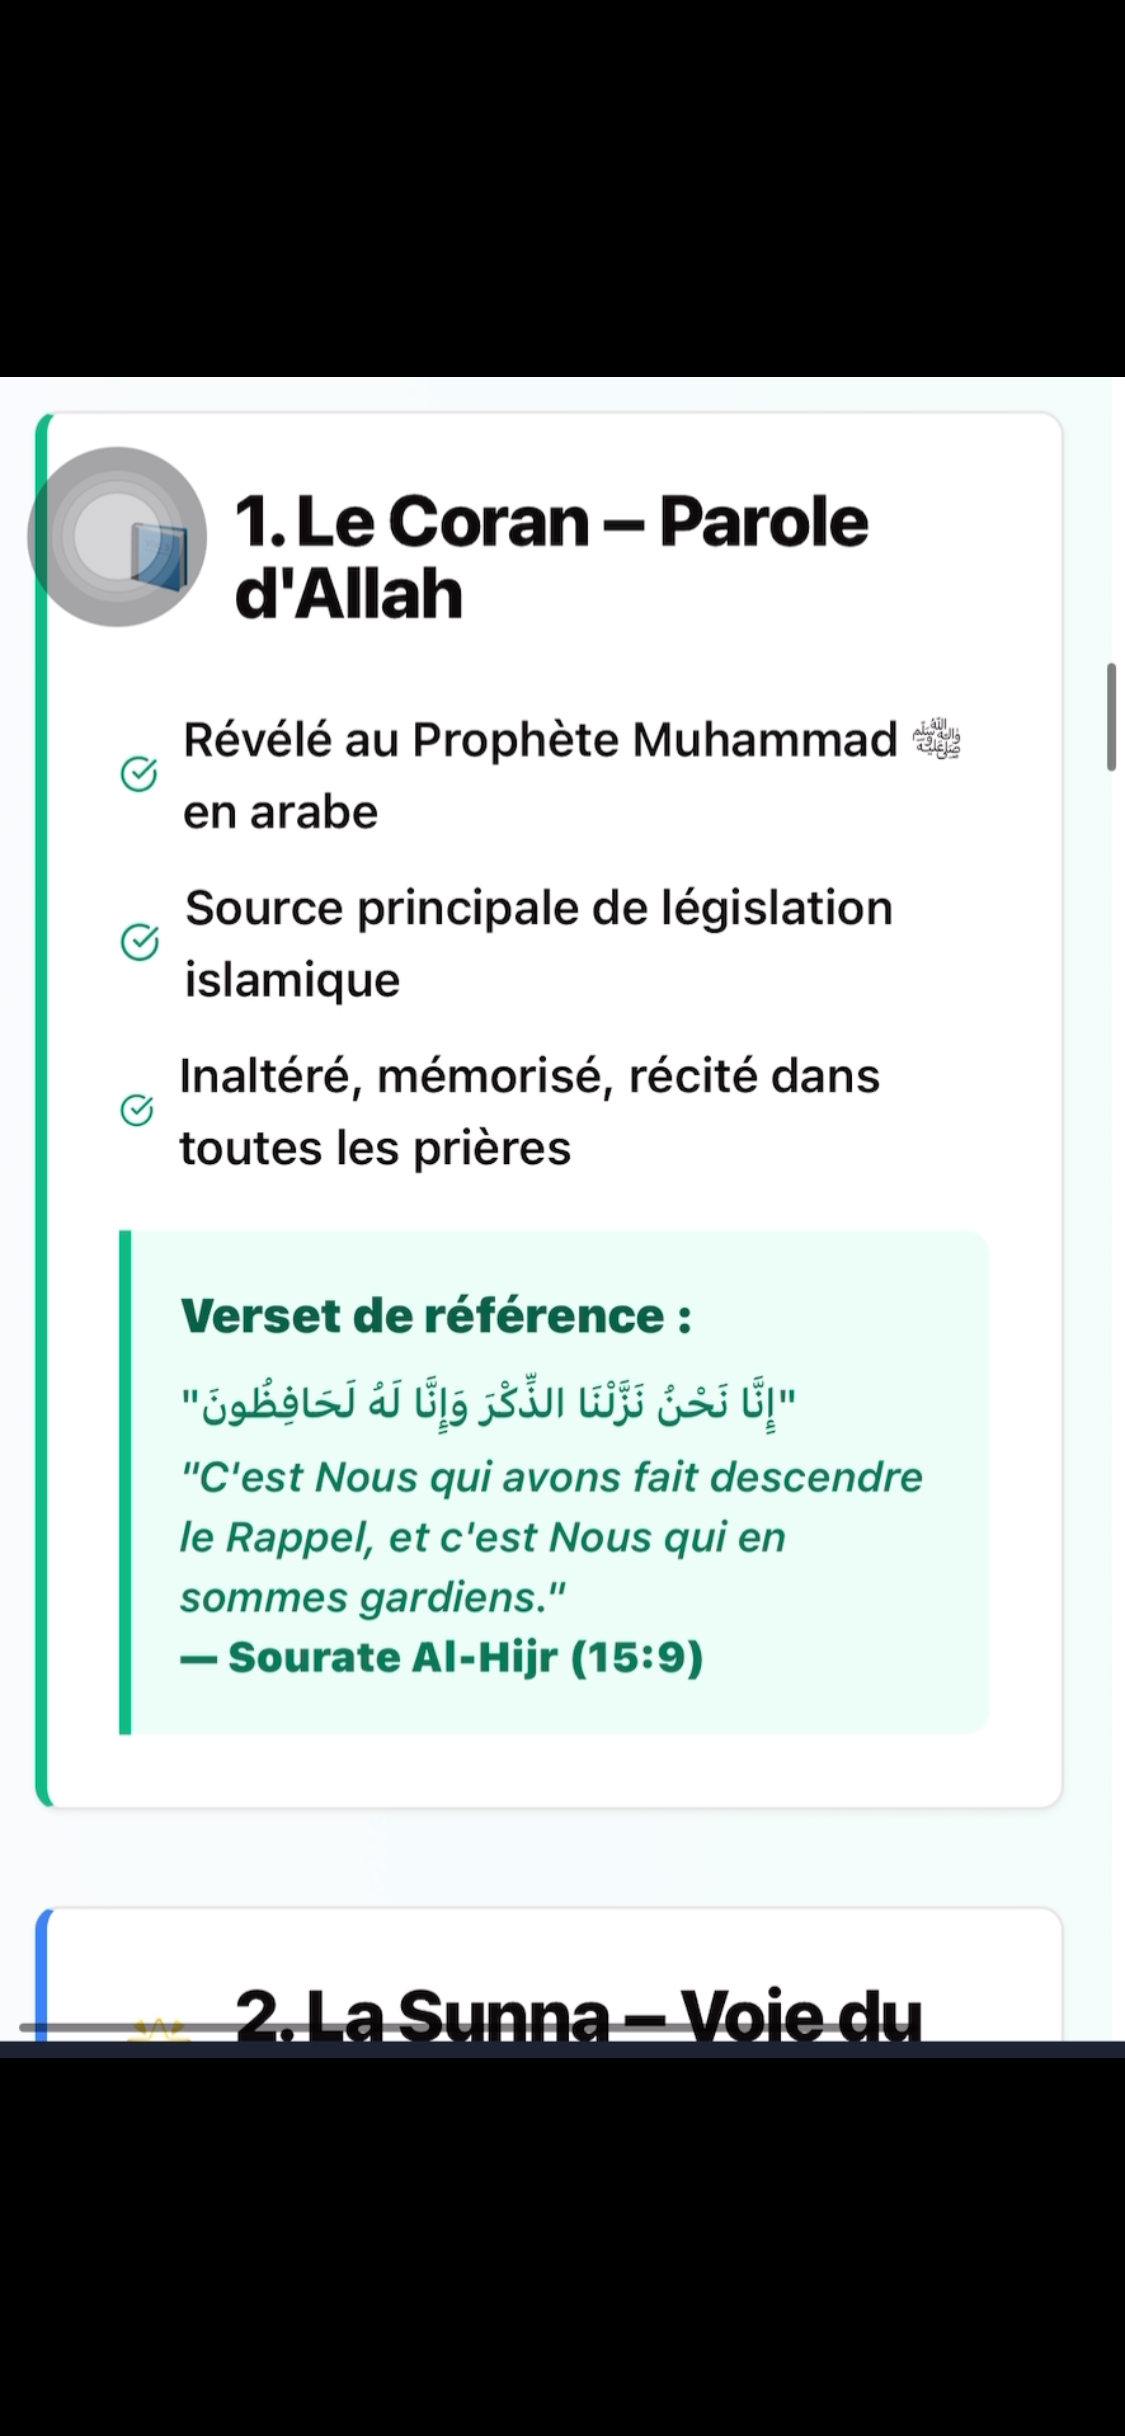 1. Le Coran – Parole
d'Allah
Révélé au Prophète Muhammad ﷺ
en arabe
Source principale de législation
islamique
Inaltéré, mémorisé, récité dans
toutes les prières
Verset de référence :
"إِنَّا نَحْنُ نَزَّلْنَا الذِّكْرَ وَإِنَّا لَهُ لَحَافِظُونَ"
"C'est Nous qui avons fait descendre
le Rappel, et c'est Nous qui en
sommes gardiens."
— Sourate Al-Hijr (15:9)
2. La Sunna – Voie du